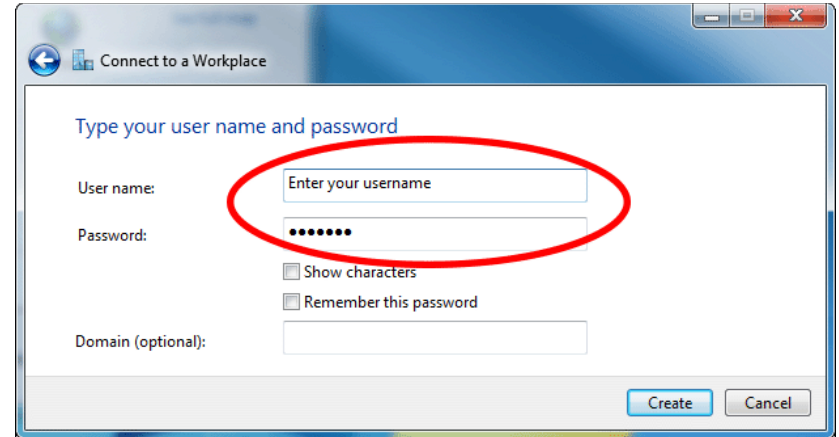 Connect to a Workplace
Type your user name and password
User name:
Enter your username
Password:
•••••••
Show characters
Remember this password
Domain (optional):
Create
Cancel